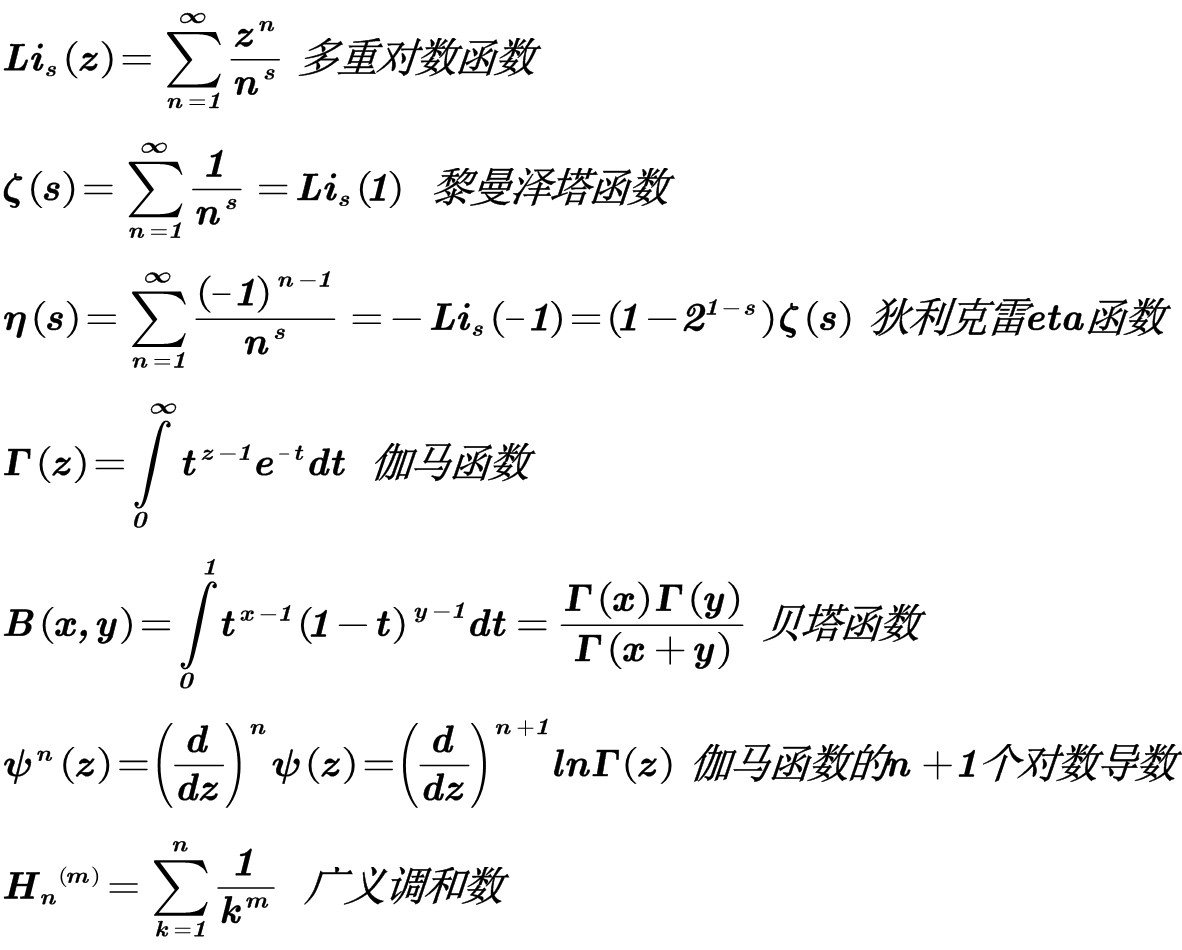 $Li_s(z)=\sum_{n=1}^{\infty}\frac{z^n}{n^s}$ 多重对数函数
$\zeta(s)=\sum_{n=1}^{\infty}\frac{1}{n^s}=Li_s(1)$ 黎曼泽塔函数
$\eta(s)=\sum_{n=1}^{\infty}\frac{(-1)^{n-1}}{n^s}=-Li_s(-1)=(1-2^{1-s})\zeta(s)$ 狄利克雷eta函数
$\Gamma(z)=\int_0^{\infty}t^{z-1}e^{-t}dt$ 伽马函数
$B(x,y)=\int_0^1t^{x-1}(1-t)^{y-1}dt=\frac{\Gamma(x)\Gamma(y)}{\Gamma(x+y)}$ 贝塔函数
$\psi^n(z)=\left(\frac{d}{dz}\right)^n\psi(z)=\left(\frac{d}{dz}\right)^{n+1}ln\Gamma(z)$ 伽马函数的n+1个对数导数
$H_n^{(m)}=\sum_{k=1}^{n}\frac{1}{k^m}$ 广义调和数